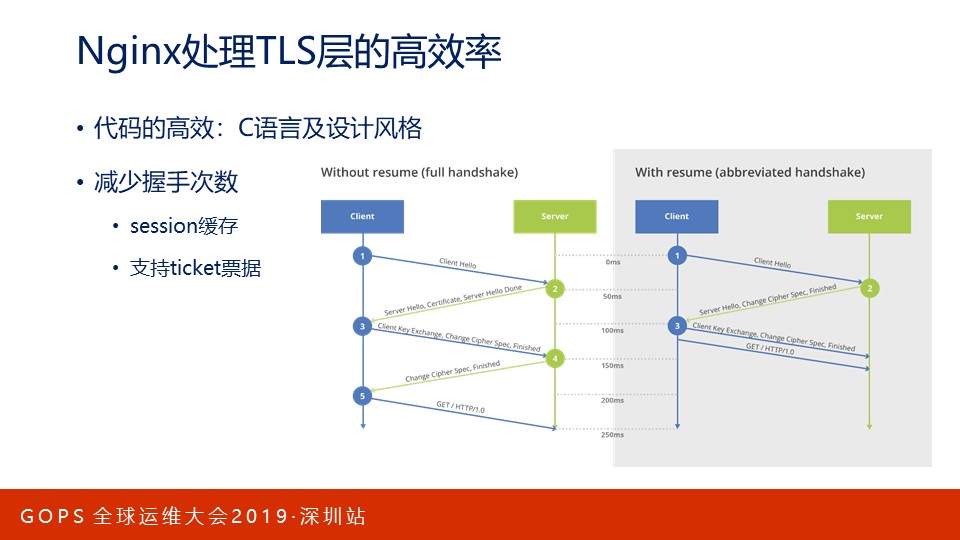 Nginx处理TLS层的高效率
• 代码的高效：C语言及设计风格
• 减少握手次数
• session缓存
• 支持ticket票据
Without resume (full handshake)
Client
Server
1
Client Hello
2
Server Hello, Certificate, Server Hello Done
3
Client Key Exchange, Change Cipher Spec, Finished
4
Change Cipher Spec, Finished
5
GET / HTTP/1.0
0ms
50ms
100ms
150ms
200ms
250ms
With resume (abbreviated handshake)
Client
Server
1
Client Hello
2
Server Hello, Change Cipher Spec, Finished
3
Client Key Exchange, Change Cipher Spec, Finished
GET / HTTP/1.0
GOPS 全球运维大会2019·深圳站